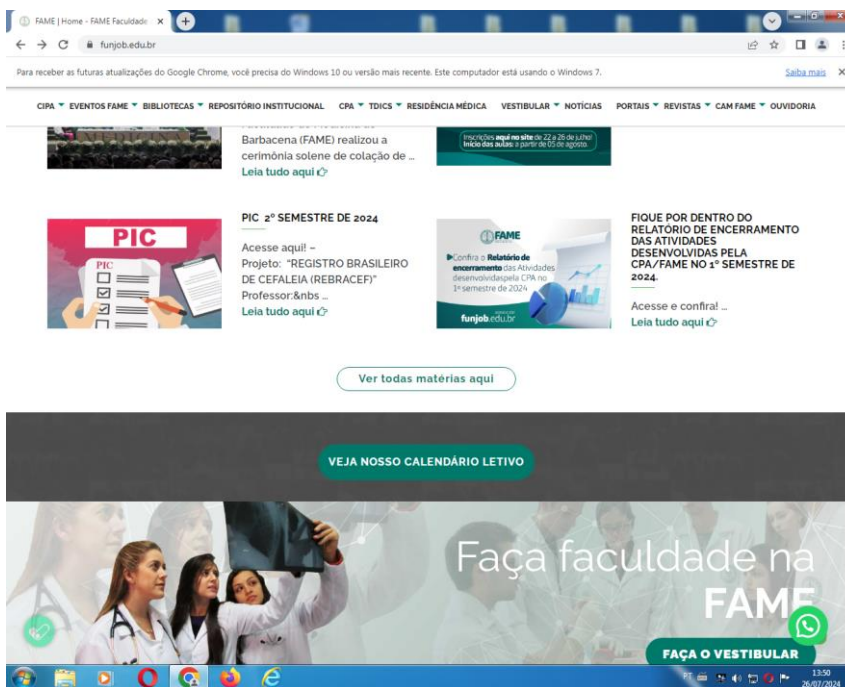 FAME | Home - FAME Faculdade
funjob.edu.br
Para receber as futuras atualizações do Google Chrome, você precisa do Windows 10 ou versão mais recente. Este computador está usando o Windows 7.
Saiba mais
CIPA EVENTOS FAME BIBLIOTECAS REPOSITÓRIO INSTITUCIONAL CPA TDICS RESIDÊNCIA MÉDICA VESTIBULAR NOTÍCIAS PORTAIS REVISTAS CAM FAME OUVIDORIA
Barbacena (FAME) realizou a
cerimônia solene de colação de ...
Leia tudo aqui
Inscrições aqui no site de 22 a 26 de julho!
Início das aulas: a partir de 05 de agosto.
PIC
PIC
PIC 2º SEMESTRE DE 2024
Acesse aqui! –
Projeto: "REGISTRO BRASILEIRO
DE CEFALEIA (REBRACEF)"
Professor:&nbs ...
Leia tudo aqui
FAME
Confira o Relatório de
encerramento das Atividades
desenvolvidaspela CPA no
1º semestre de 2024
funjob.edu.br
FIQUE POR DENTRO DO
RELATÓRIO DE ENCERRAMENTO
DAS ATIVIDADES
DESENVOLVIDAS PELA
CPA/FAME NO 1º SEMESTRE DE
2024.
Acesse e confira! ...
Leia tudo aqui
Ver todas matérias aqui
VEJA NOSSO CALENDÁRIO LETIVO
Faça faculdade na
FAME
FAÇA O VESTIBULAR
PT
13:50
26/07/2024